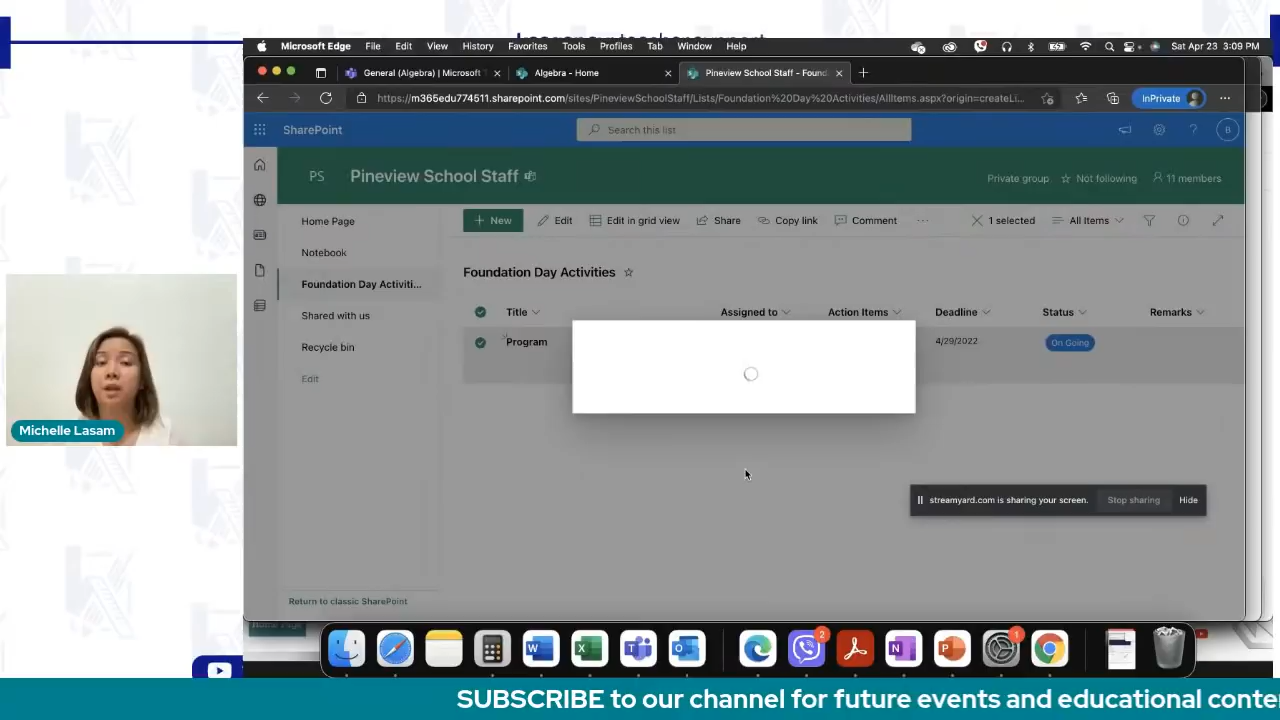 Microsoft Edge File Edit View History Favorites Tools Profiles Tab Window Help Sat Apr 23 3:09 PM
General (Algebra) | Microsoft Algebra - Home Pineview School Staff - Found
https://m365edu774511.sharepoint.com/sites/PineviewSchoolStaff/Lists/Foundation%20Day%20Activities/AllItems.aspx?origin=createLi... InPrivate
SharePoint Search this list ? B
PS Pineview School Staff Private group Not following 11 members
Home Page
Notebook
Foundation Day Activiti...
Shared with us
Recycle bin
Edit
Return to classic SharePoint
+ New Edit Edit in grid view Share Copy link Comment ... 1 selected All Items
Foundation Day Activities
Title Assigned to Action Items Deadline Status Remarks
Program 4/29/2022 On Going
streamyard.com is sharing your screen. Stop sharing Hide
Michelle Lasam
Home Page
2
1
SUBSCRIBE to our channel for future events and educational conte